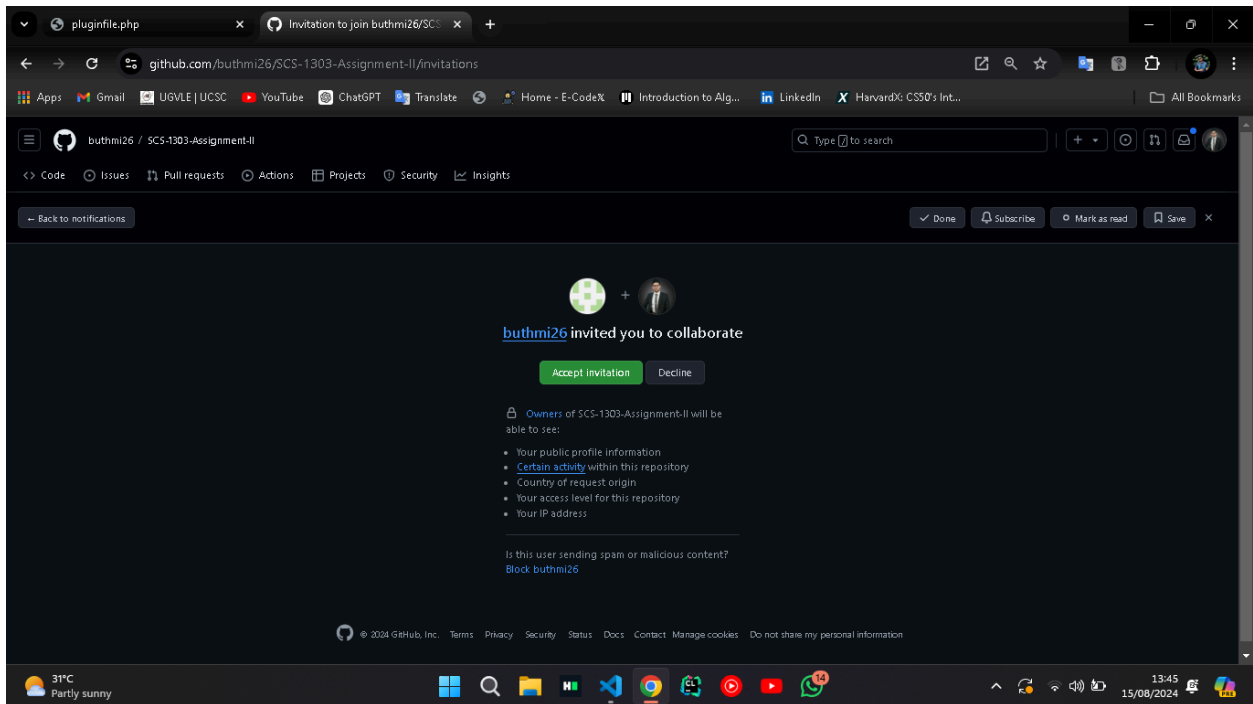 pluginfile.php
Invitation to join buthmi26/SCS
github.com/buthmi26/SCS-1303-Assignment-II/invitations
Apps Gmail UGVLE | UCSC YouTube ChatGPT Translate Home - E-CodeX Introduction to Alg... LinkedIn HarvardX: CS50's Int... All Bookmarks
buthmi26 / SCS-1303-Assignment-II Type / to search
Code Issues Pull requests Actions Projects Security Insights
← Back to notifications Done Subscribe Mark as read Save
buthmi26 invited you to collaborate
Accept invitation Decline
Owners of SCS-1303-Assignment-II will be
able to see:
Your public profile information
Certain activity within this repository
Country of request origin
Your access level for this repository
Your IP address
Is this user sending spam or malicious content?
Block buthmi26
© 2024 GitHub, Inc. Terms Privacy Security Status Docs Contact Manage cookies Do not share my personal information
31°C
Partly sunny
14
13:45
15/08/2024